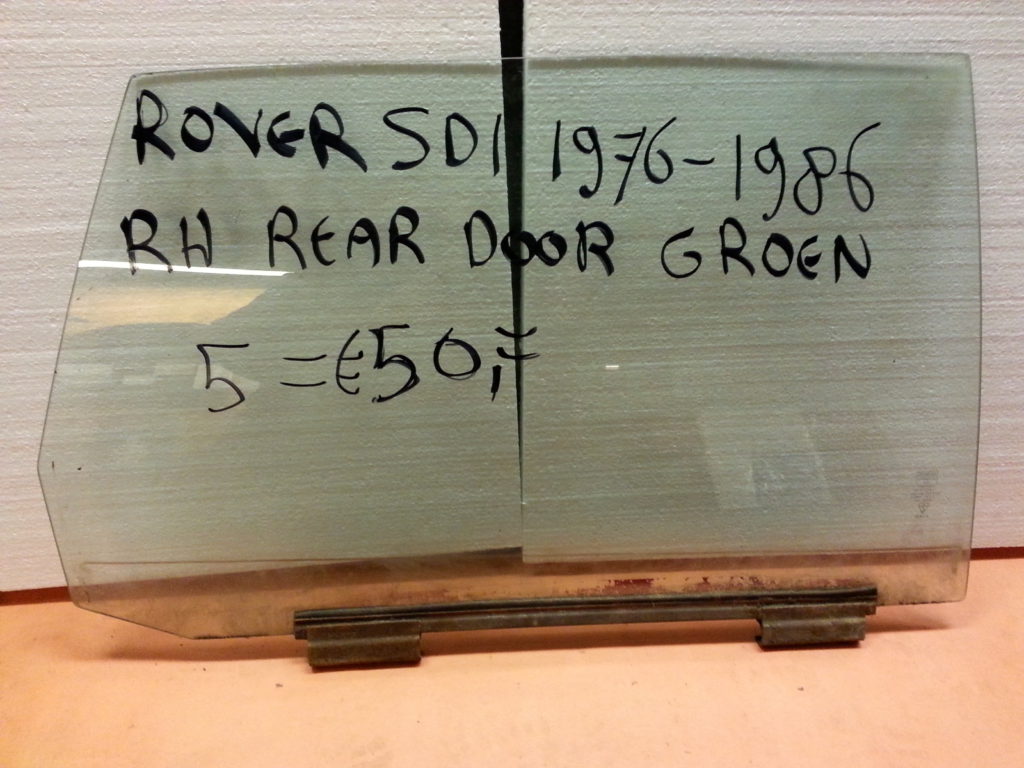 ROVER SD1 1976-1986
RH REAR DOOR GROEN
5 = €50,=